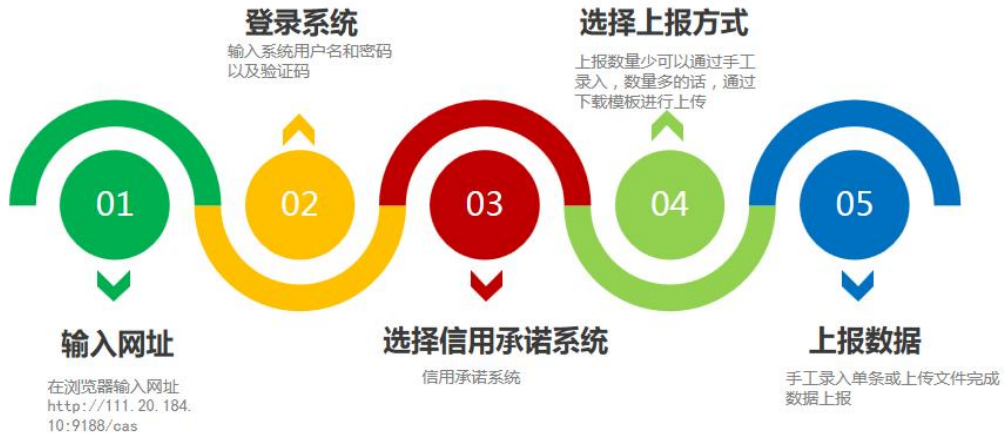 01
输入网址
在浏览器输入网址
http://111.20.184.
10:9188/cas
登录系统
输入系统用户名和密码
以及验证码
02
03
选择信用承诺系统
信用承诺系统
选择上报方式
上报数量少可以通过手工
录入，数量多的话，通过
下载模板进行上传
04
05
上报数据
手工录入单条或上传文件完成
数据上报